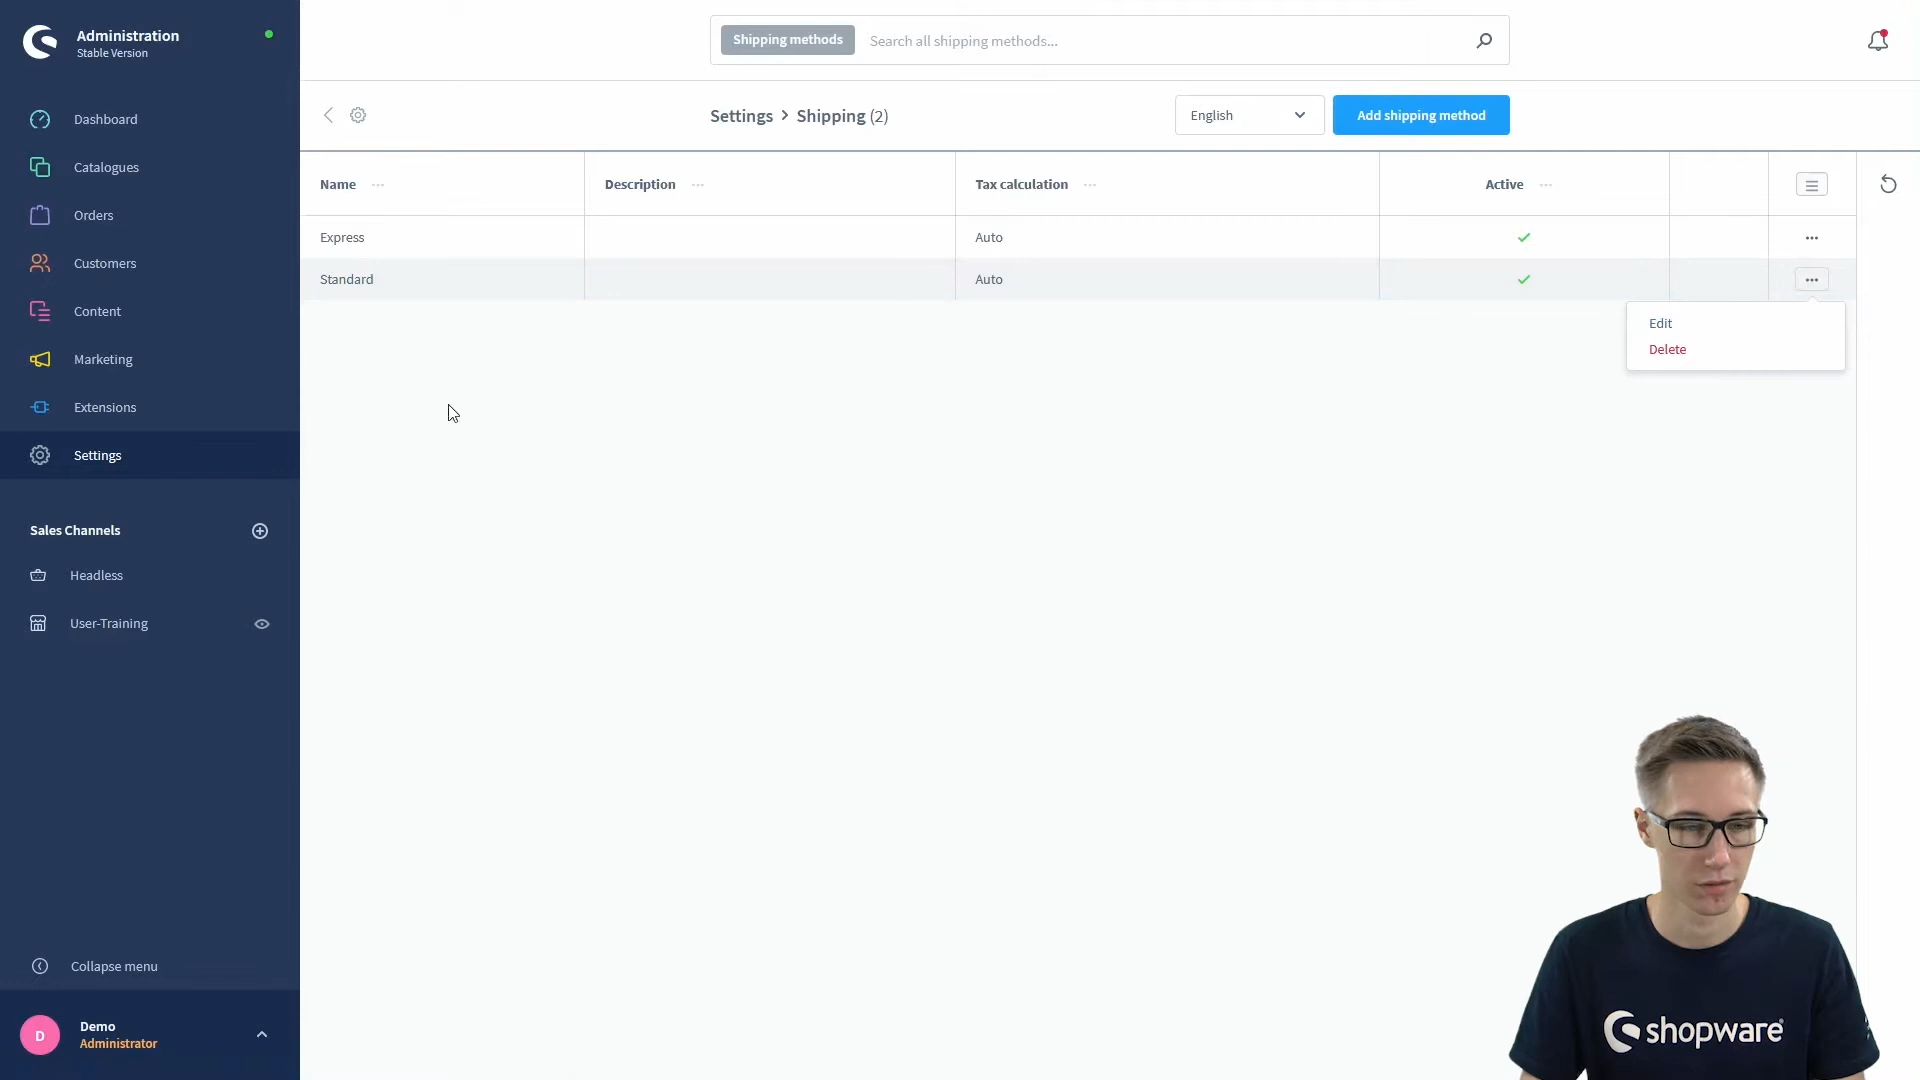 Administration
Stable Version
Dashboard
Catalogues
Orders
Customers
Content
Marketing
Extensions
Settings
Sales Channels
Headless
User-Training
Collapse menu
D
Demo
Administrator
Shipping methods
Search all shipping methods...
Settings > Shipping (2)
English
Add shipping method
Name
Description
Tax calculation
Active
Express
Auto
Standard
Auto
Edit
Delete
shopware